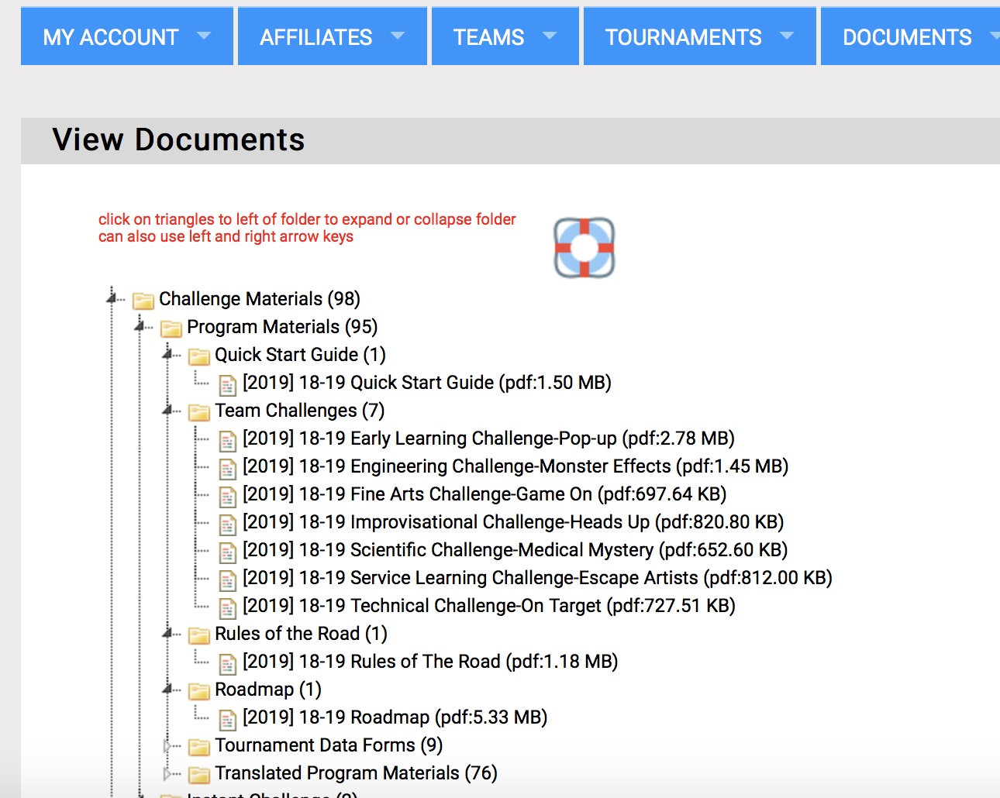 MY ACCOUNT AFFILIATES TEAMS TOURNAMENTS DOCUMENTS
View Documents
click on triangles to left of folder to expand or collapse folder
can also use left and right arrow keys
Challenge Materials (98)
Program Materials (95)
Quick Start Guide (1)
[2019] 18-19 Quick Start Guide (pdf:1.50 MB)
Team Challenges (7)
[2019] 18-19 Early Learning Challenge-Pop-up (pdf:2.78 MB)
[2019] 18-19 Engineering Challenge-Monster Effects (pdf:1.45 MB)
[2019] 18-19 Fine Arts Challenge-Game On (pdf:697.64 KB)
[2019] 18-19 Improvisational Challenge-Heads Up (pdf:820.80 KB)
[2019] 18-19 Scientific Challenge-Medical Mystery (pdf:652.60 KB)
[2019] 18-19 Service Learning Challenge-Escape Artists (pdf:812.00 KB)
[2019] 18-19 Technical Challenge-On Target (pdf:727.51 KB)
Rules of the Road (1)
[2019] 18-19 Rules of The Road (pdf:1.18 MB)
Roadmap (1)
[2019] 18-19 Roadmap (pdf:5.33 MB)
Tournament Data Forms (9)
Translated Program Materials (76)
Instant Challenge